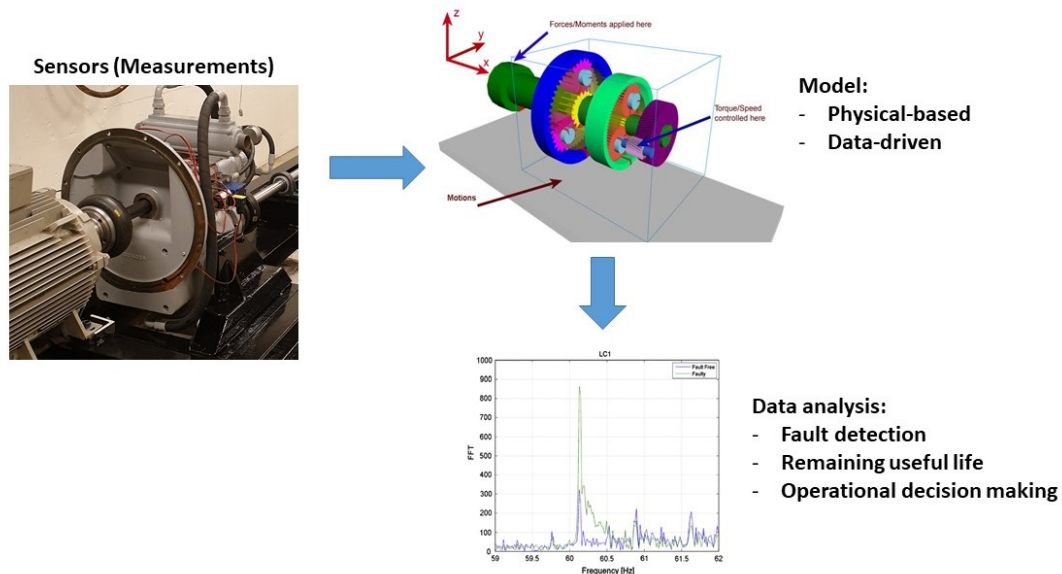 Sensors (Measurements)
z
y
x
Forces/Moments applied here
Torque/Speed
controlled here
Motions
Model:
- Physical-based
- Data-driven
LC1
Fault Free
Faulty
FFT
1000
900
800
700
600
500
400
300
200
100
0
59
59.5
60
60.5
61
61.5
62
Frequency [Hz]
Data analysis:
- Fault detection
- Remaining useful life
- Operational decision making